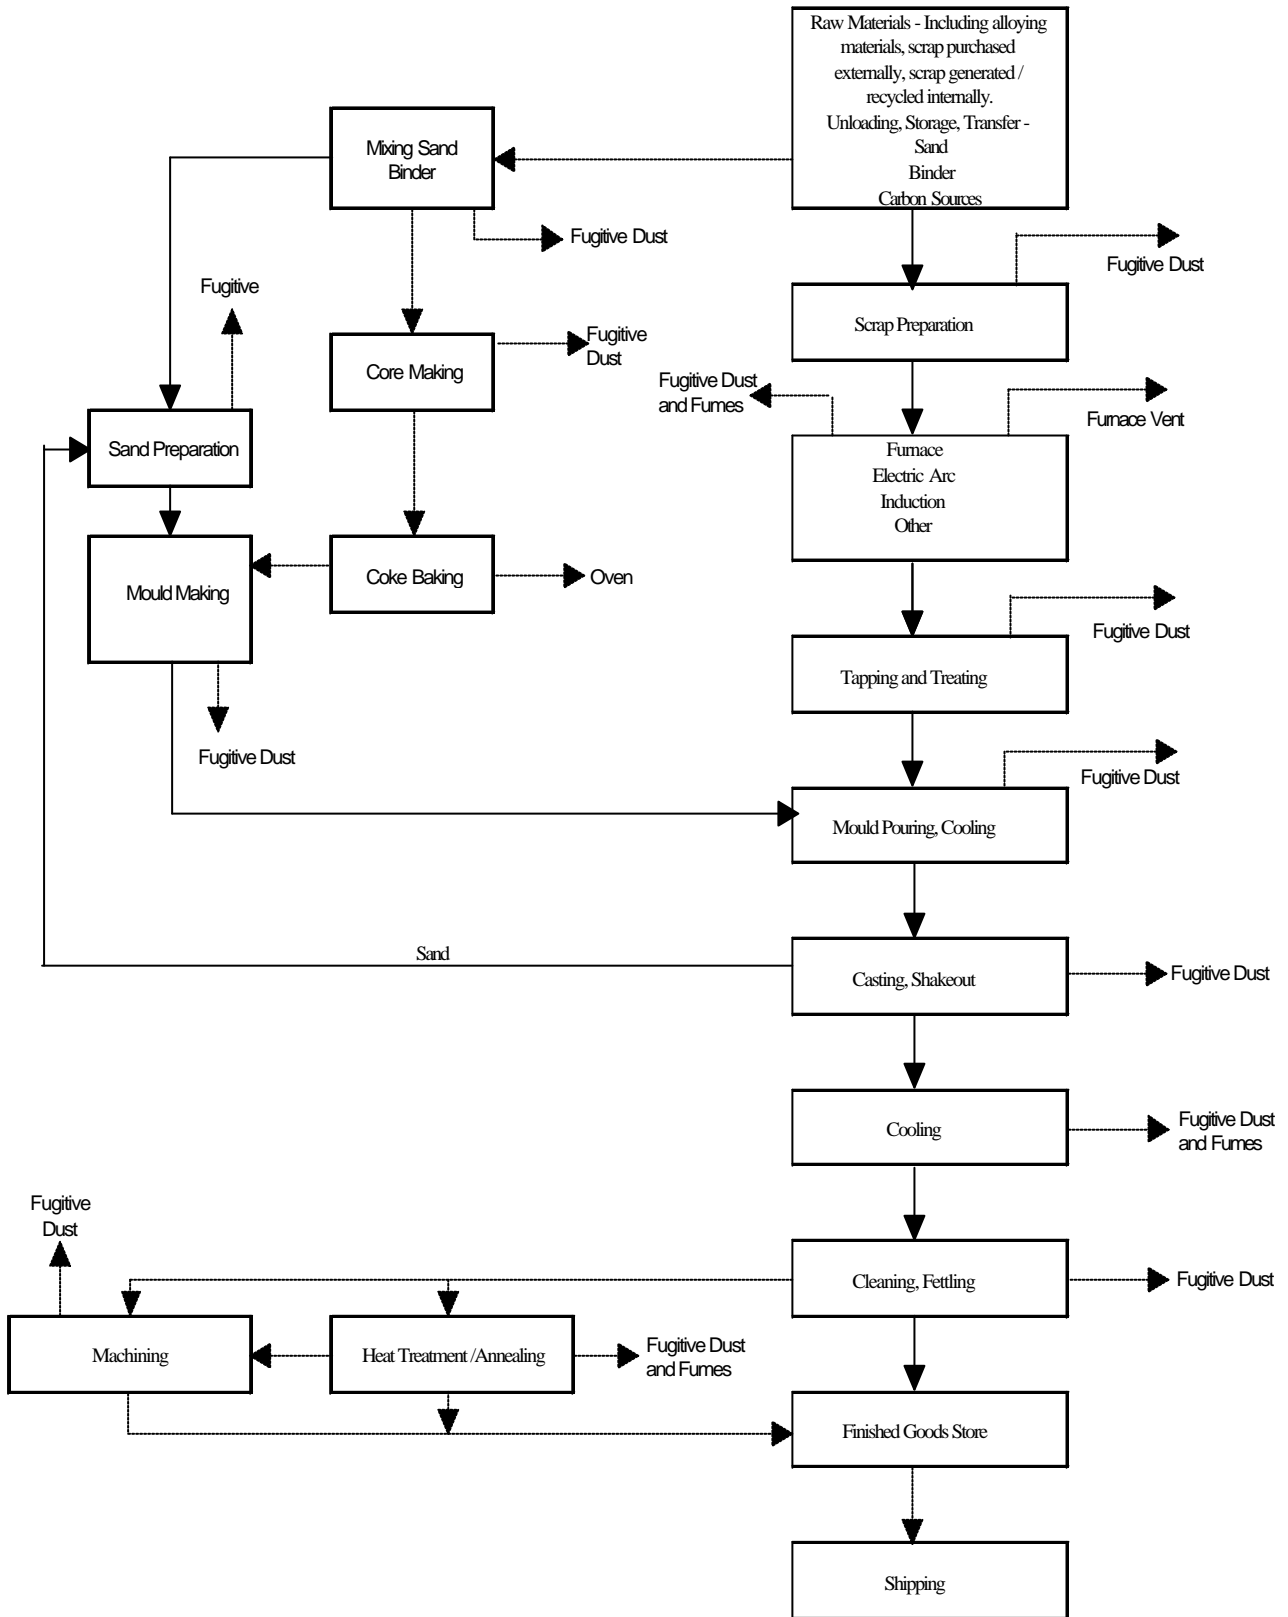 Raw Materials - Including alloying
materials, scrap purchased
externally, scrap generated /
recycled internally.
Unloading, Storage, Transfer -
Sand
Binder
Carbon Sources
Mixing Sand
Binder
Fugitive Dust
Fugitive Dust
Fugitive
Scrap Preparation
Fugitive
Dust
Core Making
Fugitive Dust
and Fumes
Furnace Vent
Sand Preparation
Furnace
Electric Arc
Induction
Other
Mould Making
Coke Baking
Oven
Fugitive Dust
Tapping and Treating
Fugitive Dust
Fugitive Dust
Mould Pouring, Cooling
Sand
Casting, Shakeout
Fugitive Dust
Cooling
Fugitive Dust
and Fumes
Fugitive
Dust
Cleaning, Fettling
Fugitive Dust
Machining
Heat Treatment /Annealing
Fugitive Dust
and Fumes
Finished Goods Store
Shipping